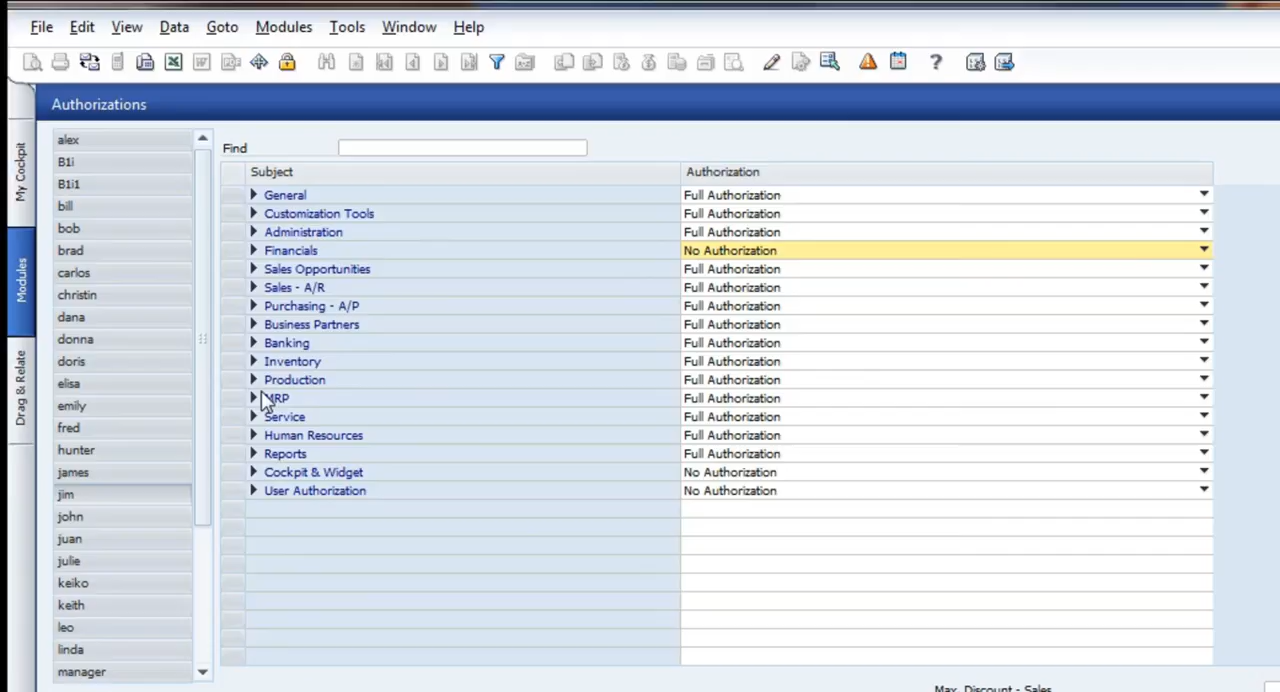 File Edit View Data Goto Modules Tools Window Help
Authorizations
My Cockpit
Modules
Drag & Relate
alex
B1i
B1i1
bill
bob
brad
carlos
christin
dana
donna
doris
elisa
emily
fred
hunter
james
jim
john
juan
julie
keiko
keith
leo
linda
manager
Find
Subject Authorization
General Full Authorization
Customization Tools Full Authorization
Administration Full Authorization
Financials No Authorization
Sales Opportunities Full Authorization
Sales - A/R Full Authorization
Purchasing - A/P Full Authorization
Business Partners Full Authorization
Banking Full Authorization
Inventory Full Authorization
Production Full Authorization
MRP Full Authorization
Service Full Authorization
Human Resources Full Authorization
Reports Full Authorization
Cockpit & Widget No Authorization
User Authorization No Authorization
Max. Discount - Sales